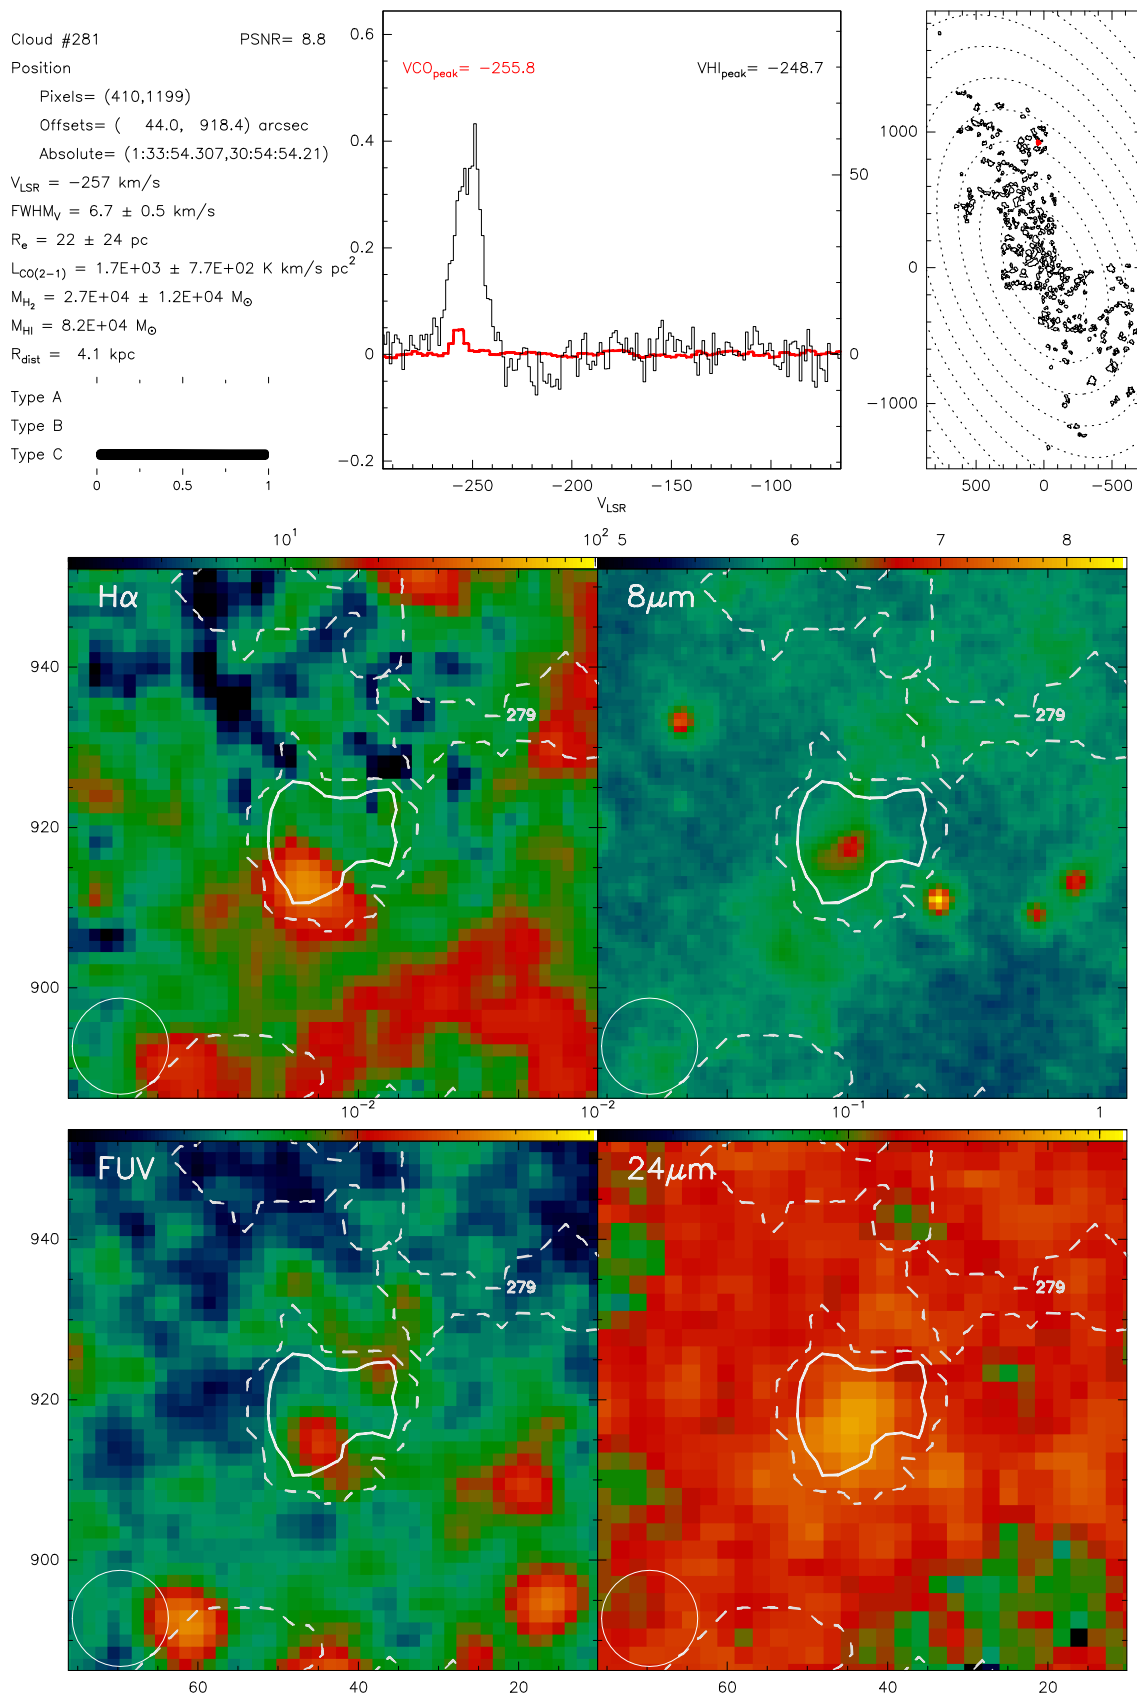 Cloud #281 PSNR= 8.8
Position
Pixels= (410,1199)
Offsets= ( 44.0, 918.4) arcsec
Absolute= (1:33:54.307,30:54:54.21)
V_LSR = −257 km/s
FWHM_V = 6.7 ± 0.5 km/s
R_e = 22 ± 24 pc
L_CO(2−1) = 1.7E+03 ± 7.7E+02 K km/s pc²
M_H₂ = 2.7E+04 ± 1.2E+04 M⊙
M_HI = 8.2E+04 M⊙
R_dist = 4.1 kpc
Type A
Type B
Type C
0 0.5 1
VCO_peak= −255.8 VHI_peak= −248.7
0.6
0.4
0.2
0
−0.2
50
0
−250 −200 −150 −100
V_LSR
1000
0
−1000
500 0 −500
10¹ 10²
5 6 7 8
Hα
8μm
279
279
940
920
900
10⁻²
10⁻² 10⁻¹ 1
FUV
24μm
279
279
940
920
900
60 40 20
60 40 20